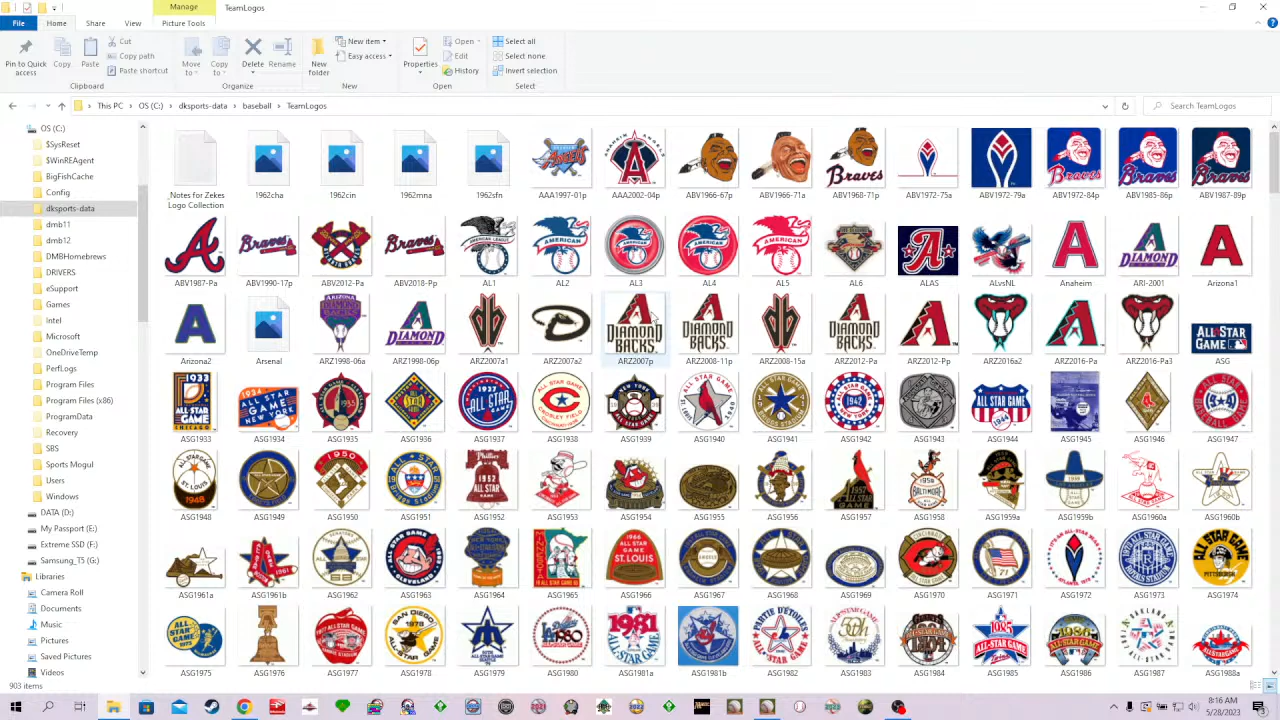 Manage
TeamLogos
File
Home
Share
View
Picture Tools
Pin to Quick access
Copy
Paste
Cut
Copy path
Paste shortcut
Clipboard
Move to
Copy to
Delete
Rename
Organize
New folder
New item
Easy access
New
Properties
Open
Edit
History
Open
Select all
Select none
Invert selection
Select
This PC
OS (C:)
dksports-data
baseball
TeamLogos
Search TeamLogos
OS (C:)
$SysReset
$WinREAgent
BigFishCache
Config
dksports-data
dmb11
dmb12
DMBHomebrews
DRIVERS
eSupport
Games
Intel
Microsoft
OneDriveTemp
PerfLogs
Program Files
Program Files (x86)
ProgramData
Recovery
SBS
Sports Mogul
Users
Windows
DATA (D:)
My Passport (E:)
Extreme SSD (F:)
Samsung_T5 (G:)
Libraries
Camera Roll
Documents
Music
Pictures
Saved Pictures
Videos
_Notes for Zekes Logo Collection
1962cha
1962cin
1962mna
1962sfn
AAA1997-01p
AAA2002-04p
ABV1966-67p
ABV1966-71a
ABV1968-71p
ABV1972-75a
ABV1972-79a
ABV1972-84p
ABV1985-86p
ABV1987-89p
ABV1987-Pa
ABV1990-17p
ABV2012-Pa
ABV2018-Pp
AL1
AL2
AL3
AL4
AL5
AL6
ALAS
ALvsNL
Anaheim
ARI-2001
Arizona1
Arizona2
Arsenal
ARZ1998-06a
ARZ1998-06p
ARZ2007a1
ARZ2007a2
ARZ2007p
ARZ2008-11p
ARZ2008-15a
ARZ2012-Pa
ARZ2012-Pp
ARZ2016a2
ARZ2016-Pa
ARZ2016-Pa3
ASG
ASG1933
ASG1934
ASG1935
ASG1936
ASG1937
ASG1938
ASG1939
ASG1940
ASG1941
ASG1942
ASG1943
ASG1944
ASG1945
ASG1946
ASG1947
ASG1948
ASG1949
ASG1950
ASG1951
ASG1952
ASG1953
ASG1954
ASG1955
ASG1956
ASG1957
ASG1958
ASG1959a
ASG1959b
ASG1960a
ASG1960b
ASG1961a
ASG1961b
ASG1962
ASG1963
ASG1964
ASG1965
ASG1966
ASG1967
ASG1968
ASG1969
ASG1970
ASG1971
ASG1972
ASG1973
ASG1974
ASG1975
ASG1976
ASG1977
ASG1978
ASG1979
ASG1980
ASG1981a
ASG1981b
ASG1982
ASG1983
ASG1984
ASG1985
ASG1986
ASG1987
ASG1988a
903 items
8:16 AM
5/28/2023